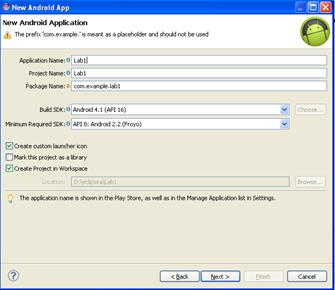 New Android App
New Android Application
The prefix 'com.example.' is meant as a placeholder and should not be used
Application Name: Lab1
Project Name: Lab1
Package Name: com.example.lab1
Build SDK: Android 4.1 (API 16) Choose...
Minimum Required SDK: API 8: Android 2.2 (Froyo)
Create custom launcher icon
Mark this project as a library
Create Project in Workspace
Location: D:\eclipse\Lab1 Browse...
The application name is shown in the Play Store, as well as in the Manage Application list in Settings.
< Back Next > Finish Cancel